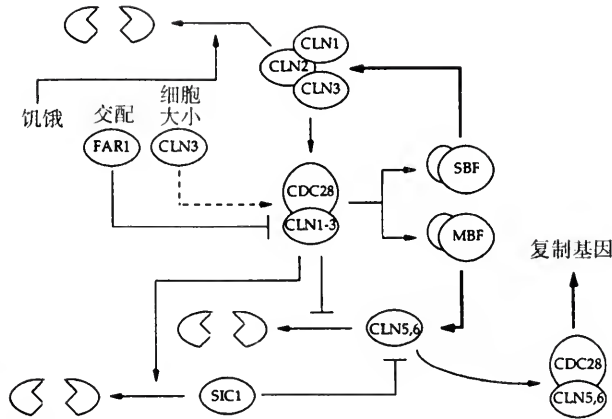 CLN1
CLN2
CLN3
饥饿
交配
细胞
大小
FAR1
CLN3
CDC28
CLN1-3
SBF
MBF
复制基因
CLN5,6
SIC1
CDC28
CLN5,6